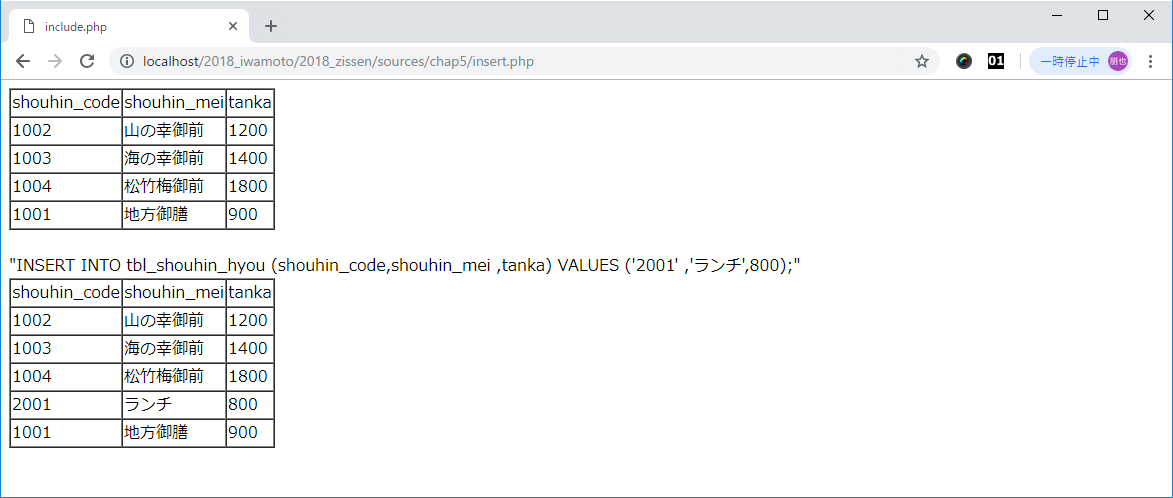 include.php
localhost/2018_iwamoto/2018_zissen/sources/chap5/insert.php
01
一時停止中
朋也
shouhin_code shouhin_mei tanka
1002 山の幸御前 1200
1003 海の幸御前 1400
1004 松竹梅御前 1800
1001 地方御膳 900
"INSERT INTO tbl_shouhin_hyou (shouhin_code,shouhin_mei ,tanka) VALUES ('2001' ,'ランチ',800);"
shouhin_code shouhin_mei tanka
1002 山の幸御前 1200
1003 海の幸御前 1400
1004 松竹梅御前 1800
2001 ランチ 800
1001 地方御膳 900